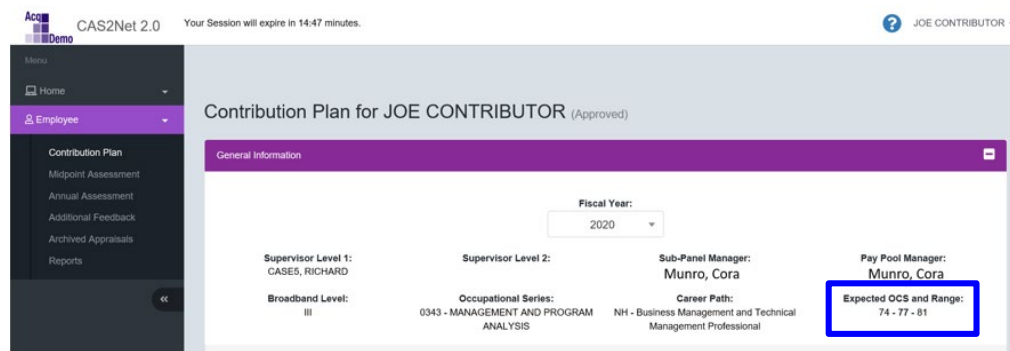 Acq
Demo
CAS2Net 2.0
Your Session will expire in 14:47 minutes.
? JOE CONTRIBUTOR
Menu
Home
Employee
Contribution Plan
Midpoint Assessment
Annual Assessment
Additional Feedback
Archived Appraisals
Reports
«
Contribution Plan for JOE CONTRIBUTOR (Approved)
General Information
Fiscal Year:
2020
Supervisor Level 1:
CASE5, RICHARD
Supervisor Level 2:
Sub-Panel Manager:
Munro, Cora
Pay Pool Manager:
Munro, Cora
Broadband Level:
III
Occupational Series:
0343 - MANAGEMENT AND PROGRAM
ANALYSIS
Career Path:
NH - Business Management and Technical
Management Professional
Expected OCS and Range:
74 - 77 - 81